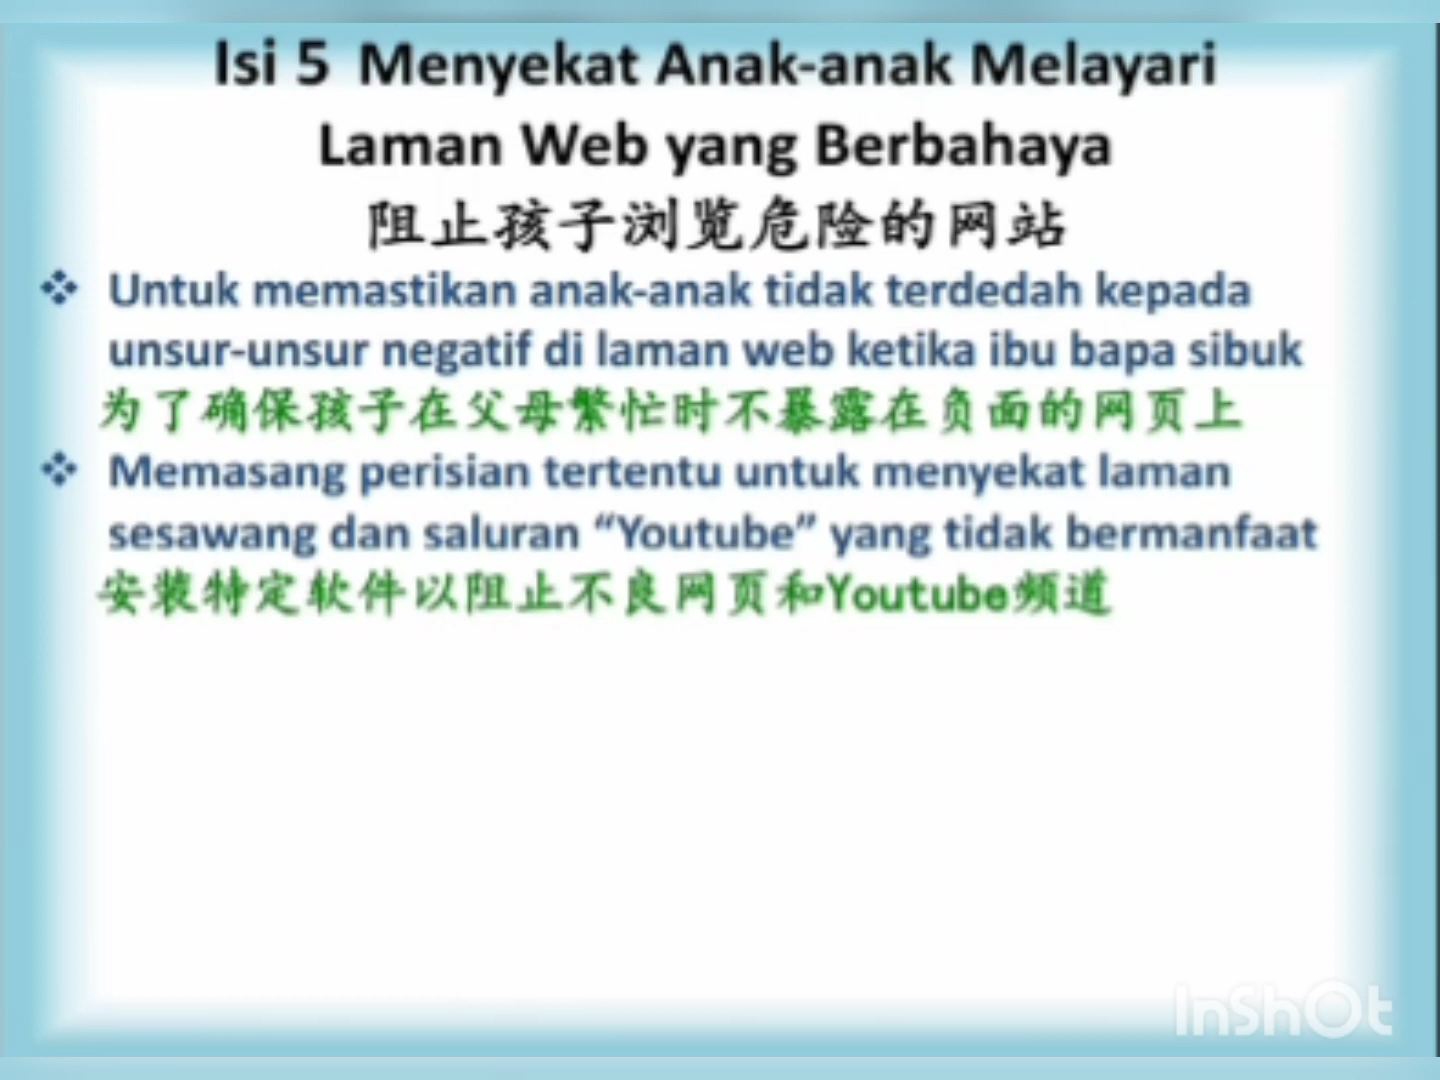 Isi 5 Menyekat Anak-anak Melayari
Laman Web yang Berbahaya
阻止孩子浏览危险的网站
❖ Untuk memastikan anak-anak tidak terdedah kepada
unsur-unsur negatif di laman web ketika ibu bapa sibuk
为了确保孩子在父母繁忙时不暴露在负面的网页上
❖ Memasang perisian tertentu untuk menyekat laman
sesawang dan saluran “Youtube” yang tidak bermanfaat
安装特定软件以阻止不良网页和Youtube频道
InShOt